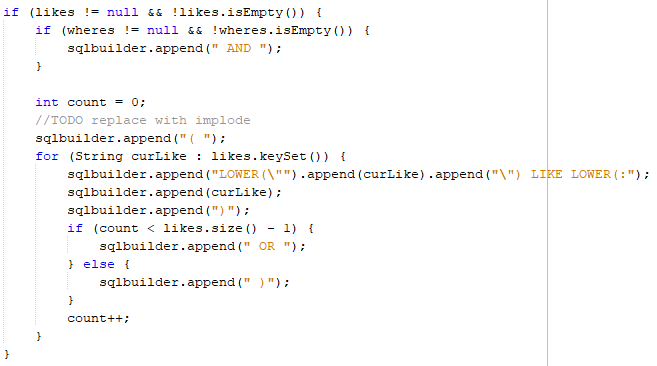 if (likes != null && !likes.isEmpty()) {
    if (wheres != null && !wheres.isEmpty()) {
        sqlbuilder.append(" AND ");
    }

    int count = 0;
    //TODO replace with implode
    sqlbuilder.append("( ");
    for (String curLike : likes.keySet()) {
        sqlbuilder.append("LOWER(\"").append(curLike).append("\") LIKE LOWER(:");
        sqlbuilder.append(curLike);
        sqlbuilder.append(")");
        if (count < likes.size() - 1) {
            sqlbuilder.append(" OR ");
        } else {
            sqlbuilder.append(" )");
        }
        count++;
    }
}